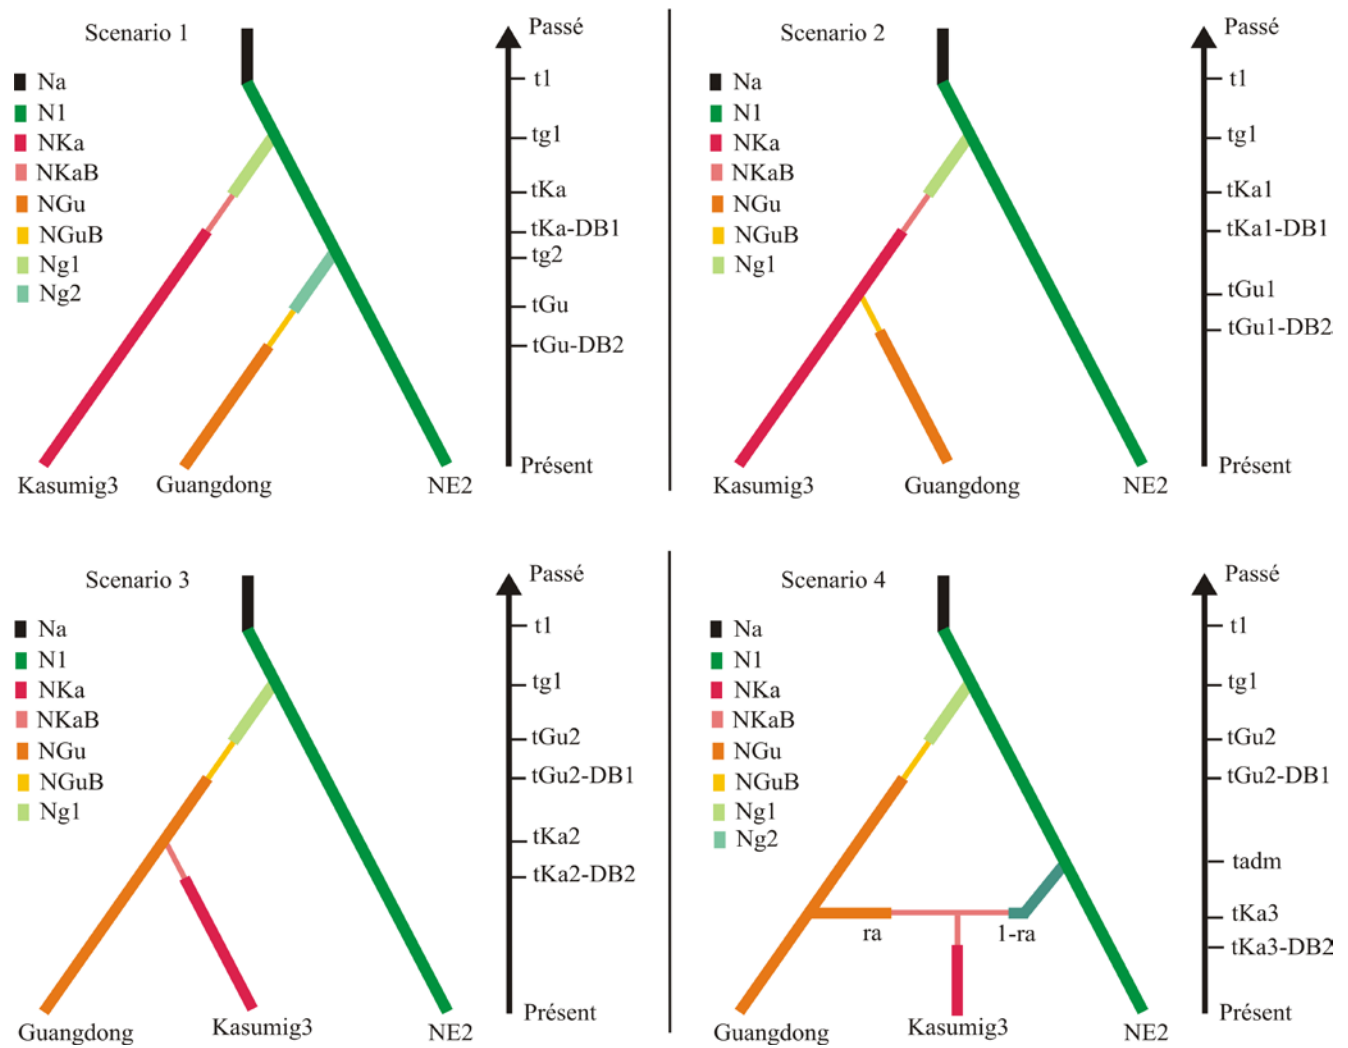 Scenario 1
Passé
Na
N1
NKa
NKaB
NGu
NGuB
Ng1
Ng2
t1
tg1
tKa
tKa-DB1
tg2
tGu
tGu-DB2
Présent
Kasumig3
Guangdong
NE2
Scenario 2
Passé
Na
N1
NKa
NKaB
NGu
NGuB
Ng1
t1
tg1
tKa1
tKa1-DB1
tGu1
tGu1-DB2
Présent
Kasumig3
Guangdong
NE2
Scenario 3
Passé
Na
N1
NKa
NKaB
NGu
NGuB
Ng1
t1
tg1
tGu2
tGu2-DB1
tKa2
tKa2-DB2
Présent
Guangdong
Kasumig3
NE2
Scenario 4
Passé
Na
N1
NKa
NKaB
NGu
NGuB
Ng1
Ng2
t1
tg1
tGu2
tGu2-DB1
tadm
tKa3
tKa3-DB2
ra
1-ra
Présent
Guangdong
Kasumig3
NE2